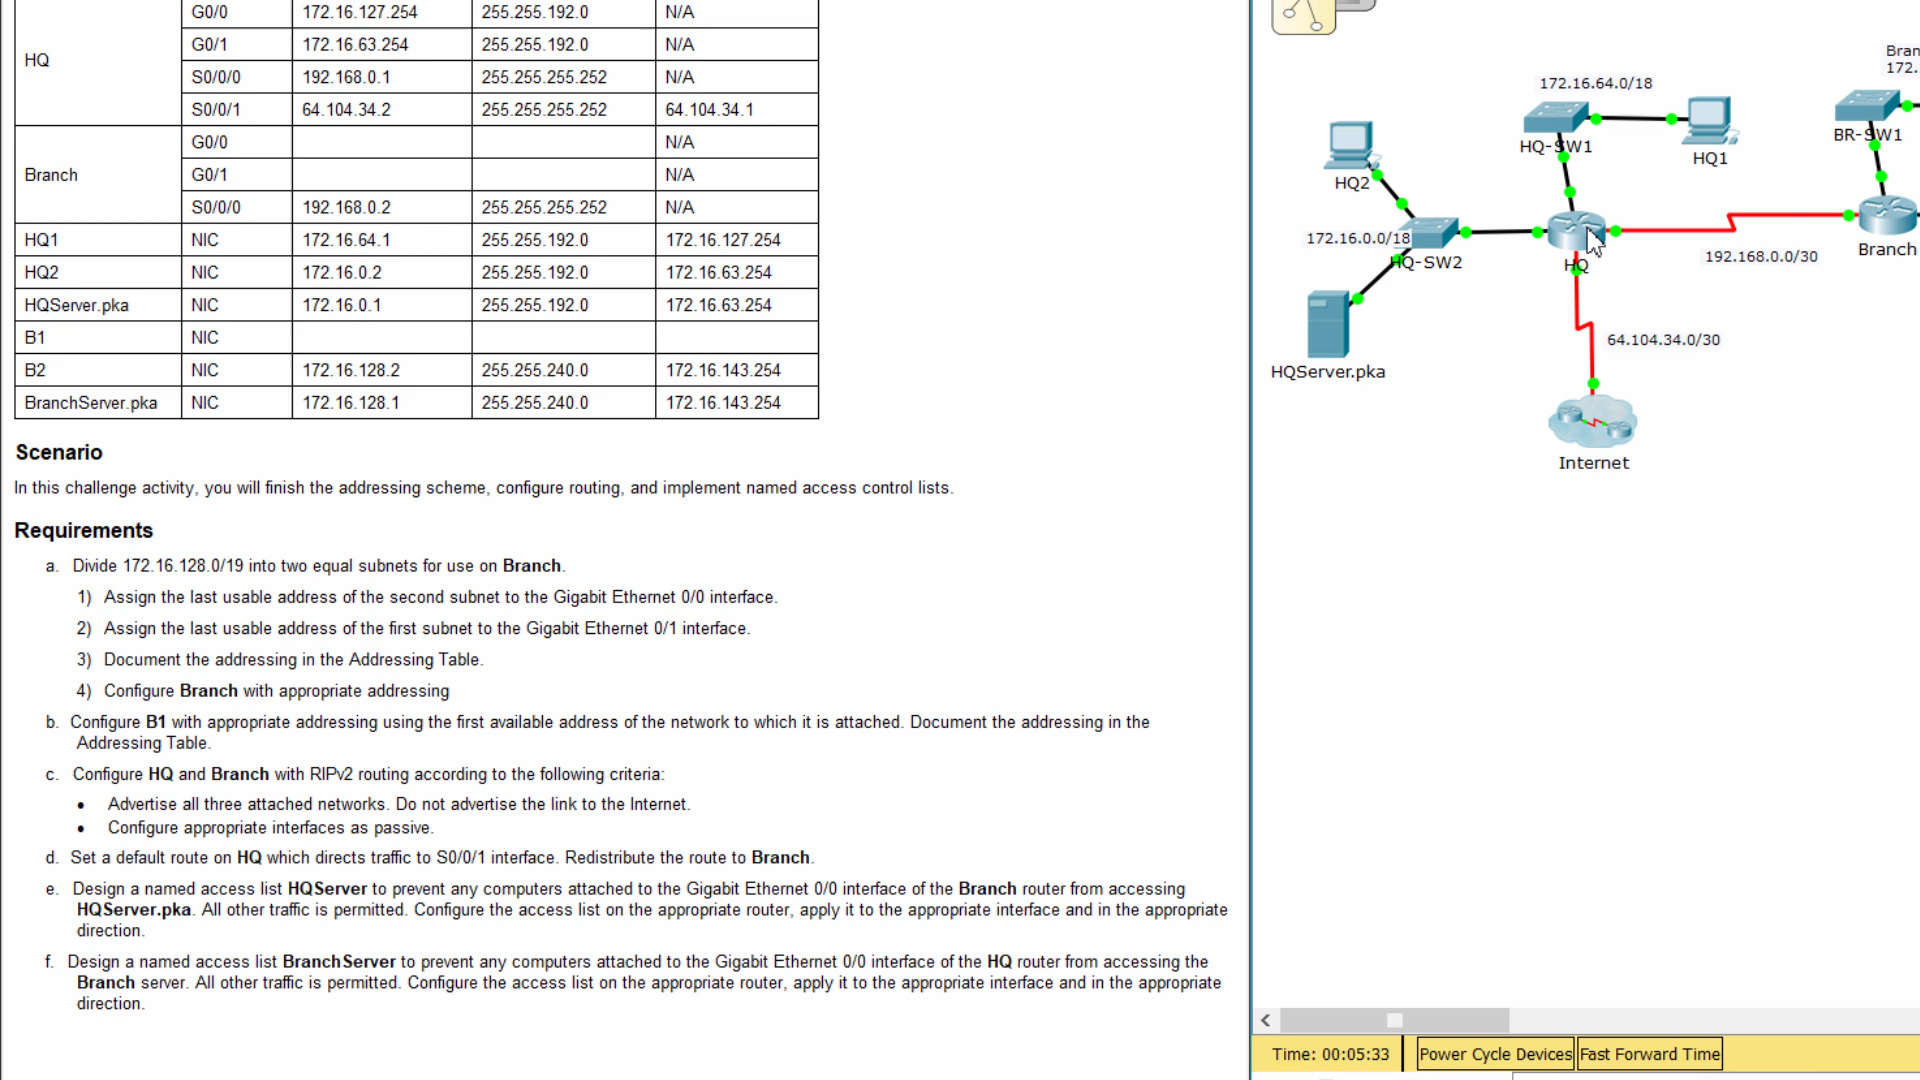 G0/0 172.16.127.254 255.255.192.0 N/A
HQ
G0/1 172.16.63.254 255.255.192.0 N/A
S0/0/0 192.168.0.1 255.255.255.252 N/A
S0/0/1 64.104.34.2 255.255.255.252 64.104.34.1
Branch
G0/0 N/A
G0/1 N/A
S0/0/0 192.168.0.2 255.255.255.252 N/A
HQ1 NIC 172.16.64.1 255.255.192.0 172.16.127.254
HQ2 NIC 172.16.0.2 255.255.192.0 172.16.63.254
HQServer.pka NIC 172.16.0.1 255.255.192.0 172.16.63.254
B1 NIC
B2 NIC 172.16.128.2 255.255.240.0 172.16.143.254
BranchServer.pka NIC 172.16.128.1 255.255.240.0 172.16.143.254
Scenario
In this challenge activity, you will finish the addressing scheme, configure routing, and implement named access control lists.
Requirements
a. Divide 172.16.128.0/19 into two equal subnets for use on Branch.
1) Assign the last usable address of the second subnet to the Gigabit Ethernet 0/0 interface.
2) Assign the last usable address of the first subnet to the Gigabit Ethernet 0/1 interface.
3) Document the addressing in the Addressing Table.
4) Configure Branch with appropriate addressing
b. Configure B1 with appropriate addressing using the first available address of the network to which it is attached. Document the addressing in the
Addressing Table.
c. Configure HQ and Branch with RIPv2 routing according to the following criteria:
• Advertise all three attached networks. Do not advertise the link to the Internet.
• Configure appropriate interfaces as passive.
d. Set a default route on HQ which directs traffic to S0/0/1 interface. Redistribute the route to Branch.
e. Design a named access list HQServer to prevent any computers attached to the Gigabit Ethernet 0/0 interface of the Branch router from accessing
HQServer.pka. All other traffic is permitted. Configure the access list on the appropriate router, apply it to the appropriate interface and in the appropriate
direction.
f. Design a named access list BranchServer to prevent any computers attached to the Gigabit Ethernet 0/0 interface of the HQ router from accessing the
Branch server. All other traffic is permitted. Configure the access list on the appropriate router, apply it to the appropriate interface and in the appropriate
direction.
Bran
172.
172.16.64.0/18
HQ-SW1
HQ1
BR-SW1
HQ2
172.16.0.0/18
HQ-SW2
HQ
192.168.0.0/30
Branch
64.104.34.0/30
HQServer.pka
Internet
<
Time: 00:05:33 Power Cycle Devices Fast Forward Time